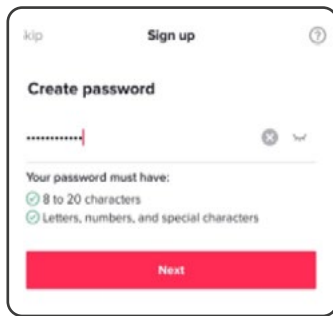 kip Sign up
Create password
••••••••••••
Your password must have:
8 to 20 characters
Letters, numbers, and special characters
Next